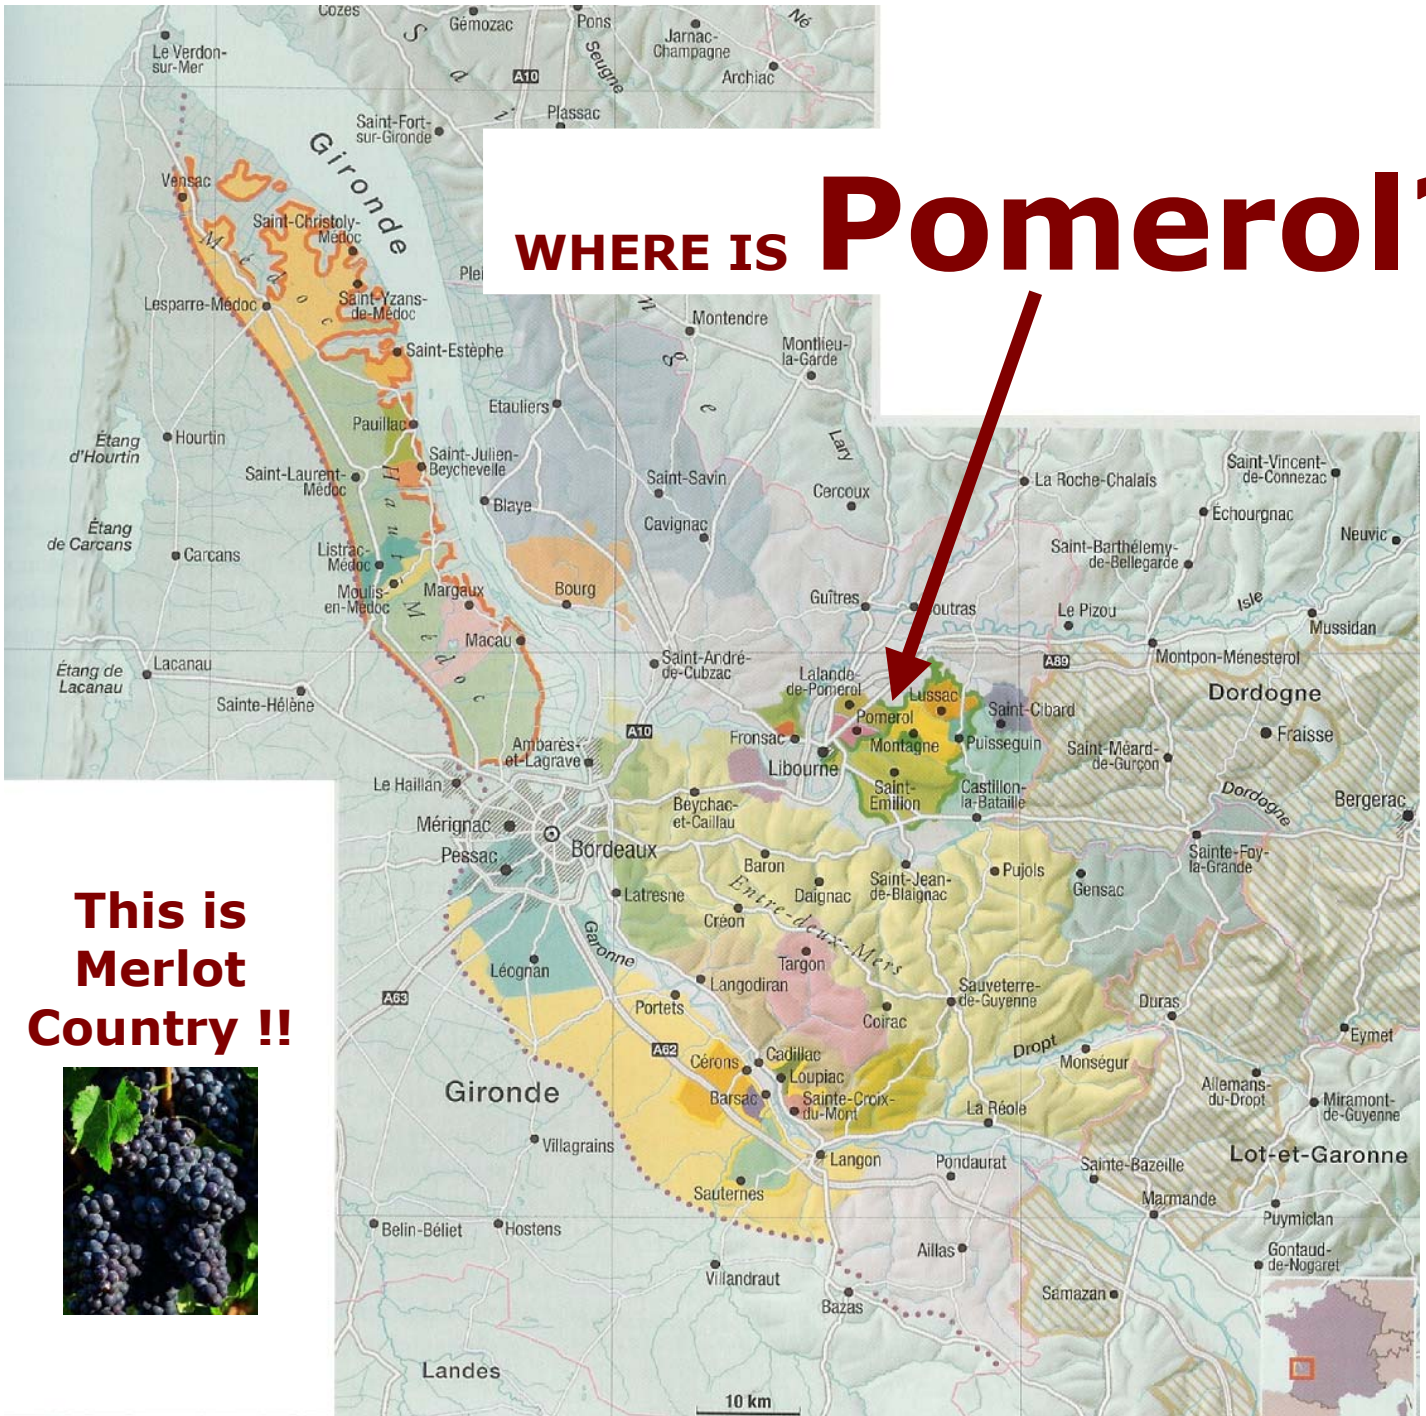 Cozes
Gémozac
Pons
Jarnac-
Champagne
Né
Archiac
Le Verdon-
sur-Mer
A10
Seugne
Plassac
Saint-Fort-
sur-Gironde
Gironde
WHERE IS Pomerol
Vensac
Saint-Christoly-
Médoc
Médoc
Lesparre-Médoc
Saint-Yzans-
de-Médoc
Saint-Estèphe
Montendre
Montlieu-
la-Garde
Etauliers
Pauillac
Étang
d'Hourtin
Hourtin
Saint-Laurent-
Médoc
Saint-Julien-
Beychevelle
Haut
Médoc
Blaye
Saint-Savin
Cavignac
Lary
Cercoux
La Roche-Chalais
Saint-Vincent-
de-Connezac
Échourgnac
Neuvic
Étang
de Carcans
Carcans
Listrac-
Médoc
Moulis-
en-Médoc
Margaux
Bourg
Macau
Saint-Barthélemy-
de-Bellegarde
Guîtres
outras
Le Pizou
Isle
Mussidan
Étang de
Lacanau
Lacanau
Sainte-Hélène
Saint-André-
de-Cubzac
A89
Montpon-Ménesterol
Dordogne
Lalande-
de-Pomerol
Lussac
Saint-Cibard
Pomerol
Fronsac
Montagne
Puisseguin
Libourne
Saint-
Emilion
Castillon-
la-Bataille
Saint-Méard-
de-Gurçon
Fraisse
Dordogne
Bergerac
A10
Ambarès-
et-Lagrave
Le Haillan
Mérignac
Pessac
Bordeaux
Beychac-
et-Caillau
Baron
Daignac
Saint-Jean-
de-Blaignac
Pujols
Gensac
Sainte-Foy-
la-Grande
Latresne
Créon
Entre-deux-Mers
This is
Merlot
Country !!
Léognan
Garonne
Targon
Langoiran
Portets
Coirac
Sauveterre-
de-Guyenne
Duras
Eymet
A63
A62
Cérons
Cadillac
Loupiac
Barsac
Sainte-Croix-
du-Mont
Dropt
Monségur
La Réole
Allemans-
du-Dropt
Miramont-
de-Guyenne
Gironde
Villagrains
Langon
Sauternes
Pondaurat
Sainte-Bazeille
Lot-et-Garonne
Marmande
Puymiclan
Belin-Béliet
Hostens
Aillas
Gontaud-
de-Nogaret
Villandraut
Bazas
Samazan
Landes
10 km